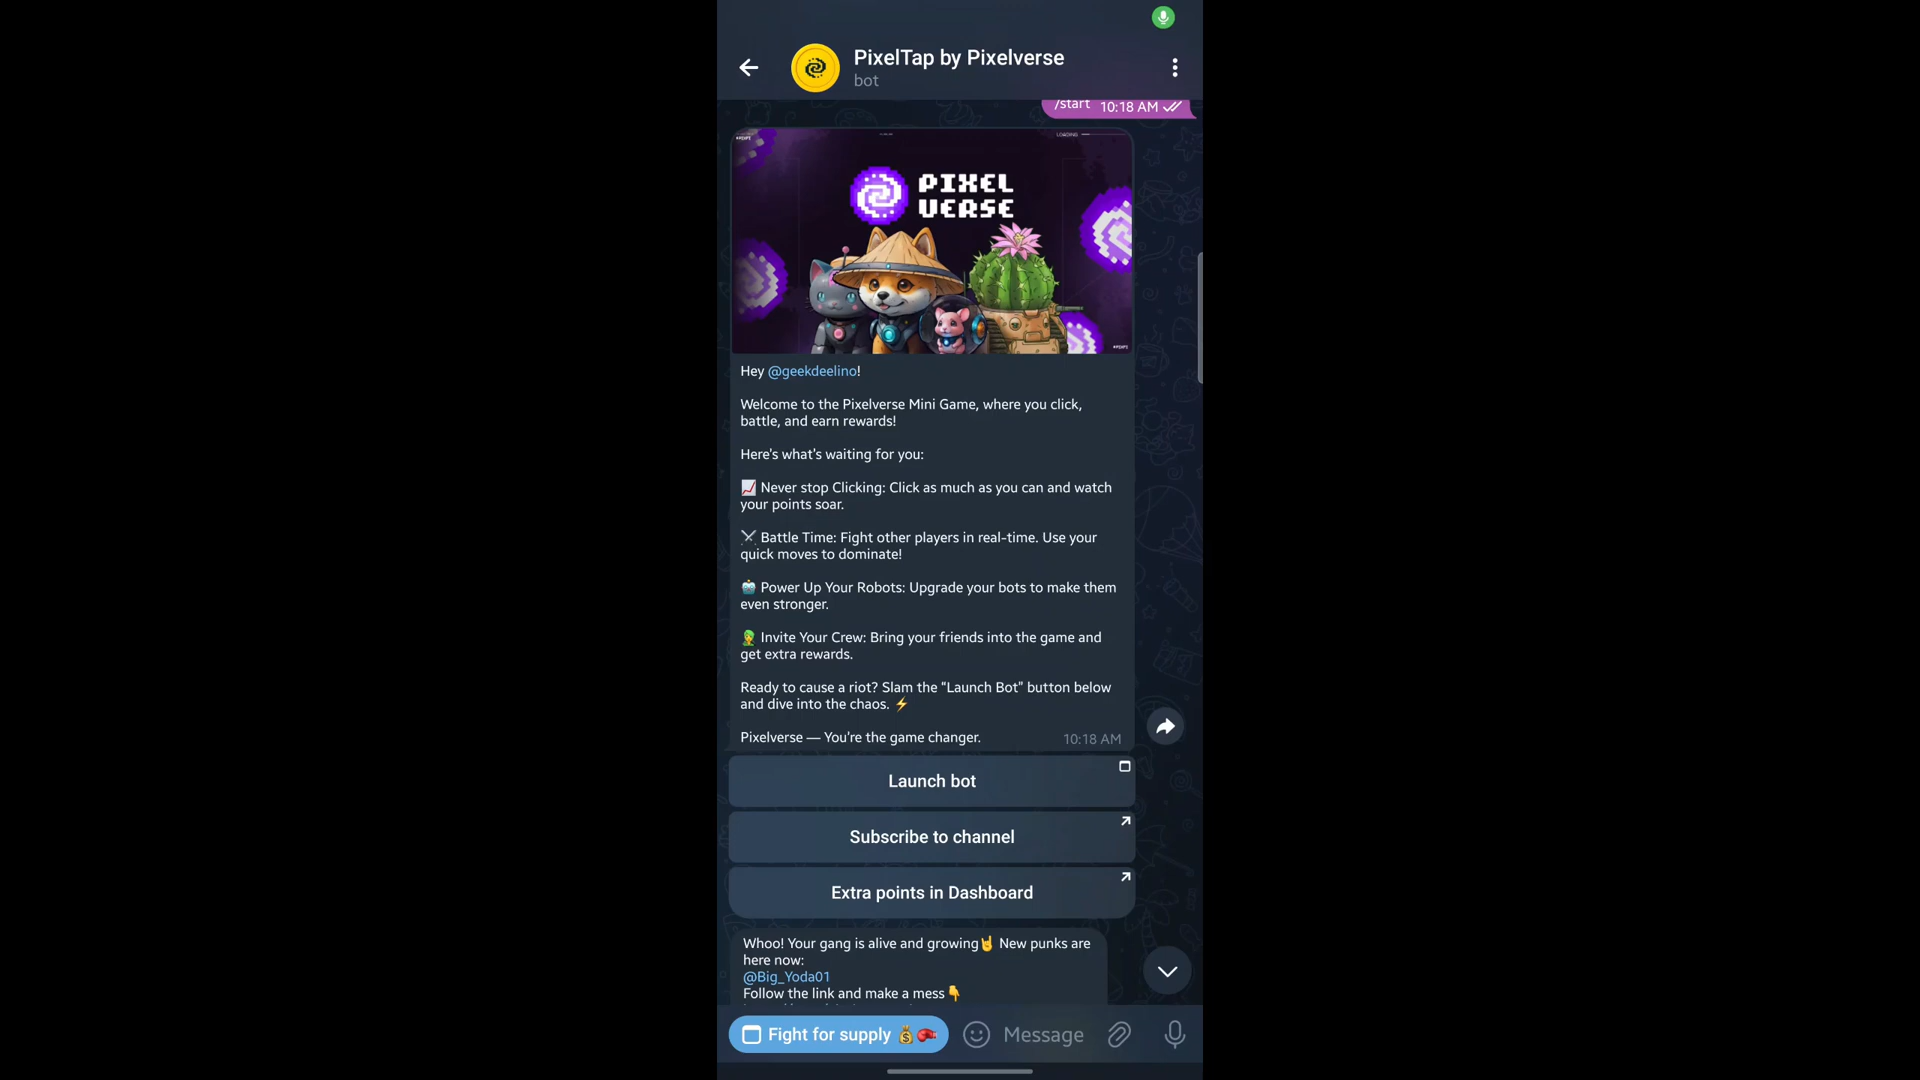 PixelTap by Pixelverse
bot
/start 10:18 AM
LOADING
PIXEL
VERSE
Hey @geekdeelino!
Welcome to the Pixelverse Mini Game, where you click,
battle, and earn rewards!
Here's what's waiting for you:
📈 Never stop Clicking: Click as much as you can and watch
your points soar.
⚔ Battle Time: Fight other players in real-time. Use your
quick moves to dominate!
🤖 Power Up Your Robots: Upgrade your bots to make them
even stronger.
🧟 Invite Your Crew: Bring your friends into the game and
get extra rewards.
Ready to cause a riot? Slam the “Launch Bot” button below
and dive into the chaos. ⚡
Pixelverse — You're the game changer.
10:18 AM
Launch bot
Subscribe to channel
Extra points in Dashboard
Whoo! Your gang is alive and growing🤘 New punks are
here now:
@Big_Yoda01
Follow the link and make a mess👇
Fight for supply 💰🥊
Message